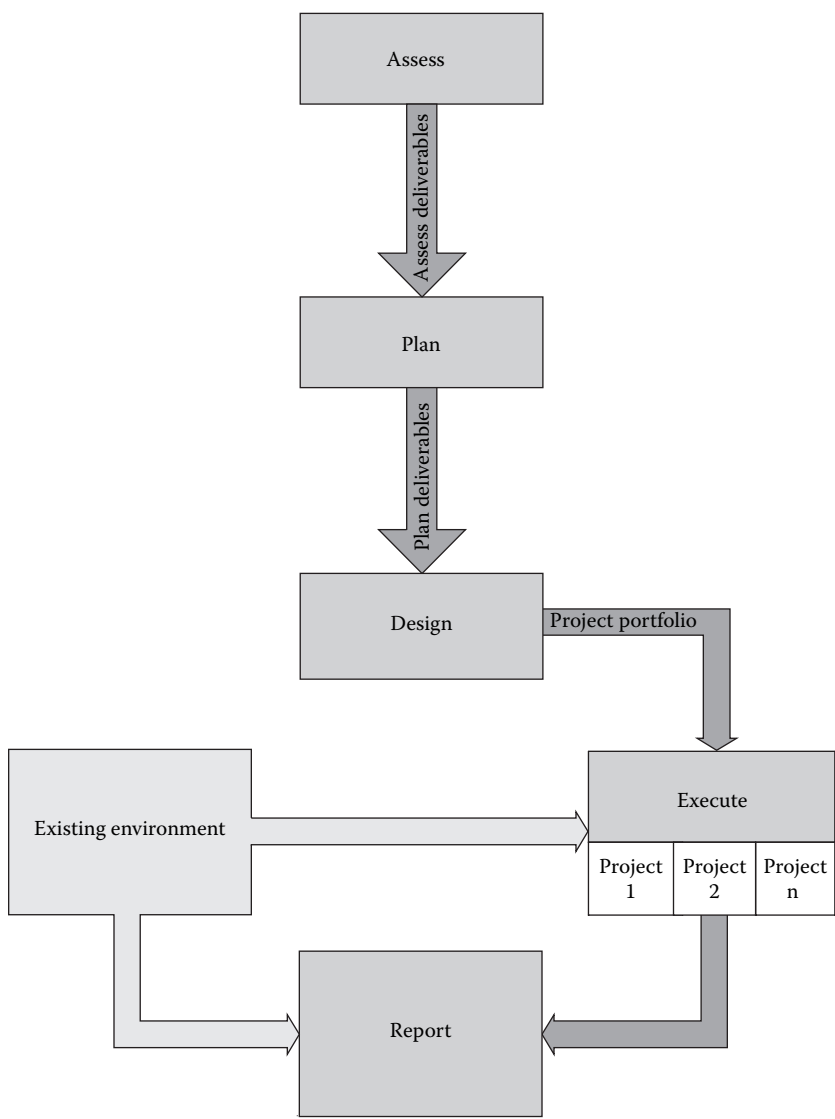 Assess
Assess deliverables
Plan
Plan deliverables
Design
Project portfolio
Existing environment
Execute
Project
1
Project
2
Project
n
Report